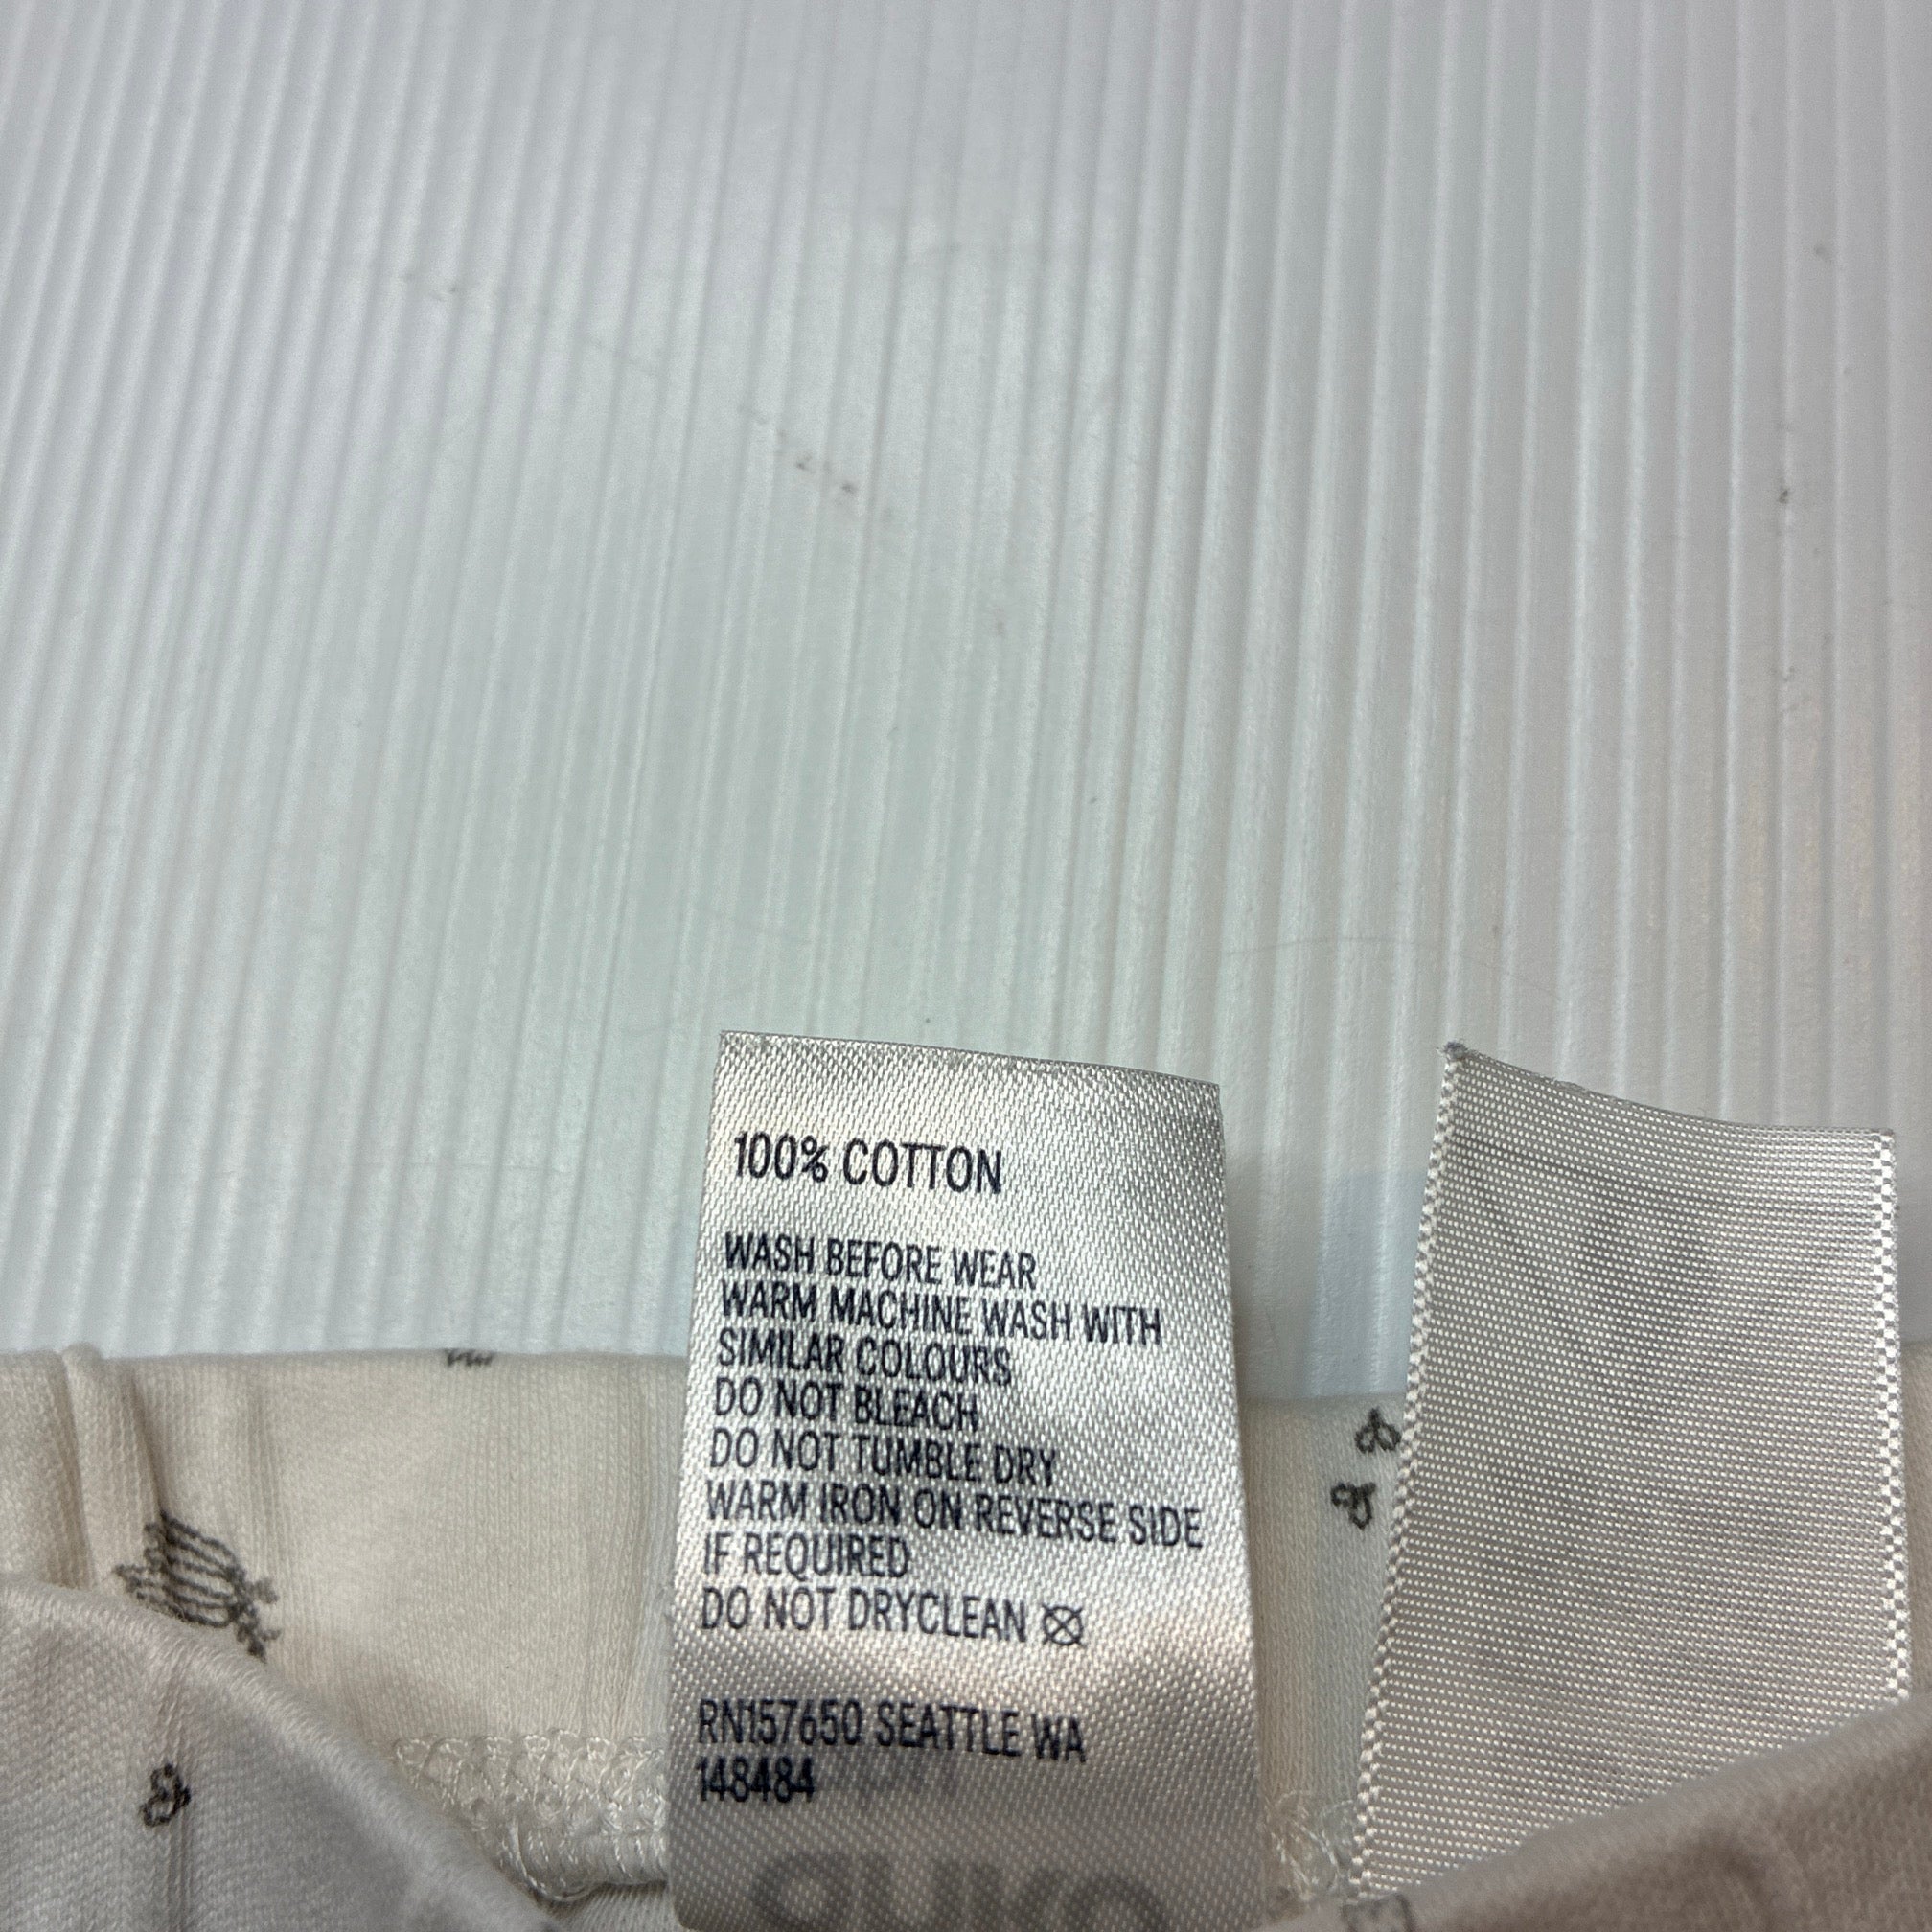 100% COTTON
WASH BEFORE WEAR
WARM MACHINE WASH WITH
SIMILAR COLOURS
DO NOT BLEACH
DO NOT TUMBLE DRY
WARM IRON ON REVERSE SIDE
IF REQUIRED
DO NOT DRYCLEAN
RN157650 SEATTLE WA
148484